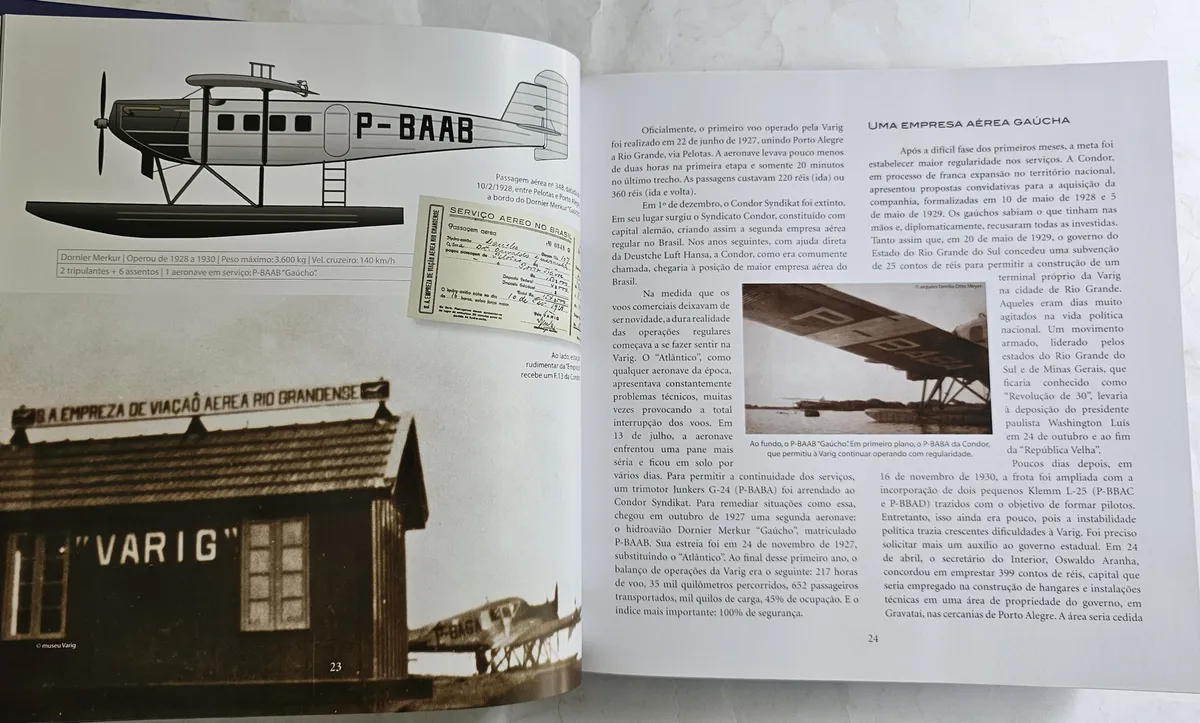 P-BAAB
Passagem aérea nº 348, datada
10/2/1928, entre Pelotas e Porto Alegre
a bordo do Dornier Merkur "Gaúcho".
Dornier Merkur | Operou de 1928 a 1930 | Peso máximo: 3.600 kg | Vel. cruzeiro: 140 km/h
2 tripulantes + 6 assentos | 1 aeronave em serviço: P-BAAB "Gaúcho".
SERVIÇO AEREO NO BRASIL
Passagem aerea
S. A. EMPREZA DE VIAÇÃO AEREA RIO GRANDENSE
VARIG
Ao lado,
rudimentar da "Empreza"
recebe um F.13 da Condor
S.A. EMPREZA DE VIAÇÃO AEREA RIO GRANDENSE
"VARIG"
P-BAGA
© museu Varig
23
Oficialmente, o primeiro voo operado pela Varig
foi realizado em 22 de junho de 1927, unindo Porto Alegre
a Rio Grande, via Pelotas. A aeronave levava pouco menos
de duas horas na primeira etapa e somente 20 minutos
no último trecho. As passagens custavam 220 réis (ida) ou
360 réis (ida e volta).
Em 1º de dezembro, o Condor Syndikat foi extinto.
Em seu lugar surgiu o Syndicato Condor, constituído com
capital alemão, criando assim a segunda empresa aérea
regular no Brasil. Nos anos seguintes, com ajuda direta
da Deustche Luft Hansa, a Condor, como era comumente
chamada, chegaria à posição de maior empresa aérea do
Brasil.
Na medida que os
voos comerciais deixavam de
ser novidade, a dura realidade
das operações regulares
começava a se fazer sentir na
Varig. O "Atlântico", como
qualquer aeronave da época,
apresentava constantemente
problemas técnicos, muitas
vezes provocando a total
interrupção dos voos. Em
13 de julho, a aeronave
enfrentou uma pane mais
séria e ficou em solo por
vários dias. Para permitir a continuidade dos serviços,
um trimotor Junkers G-24 (P-BABA) foi arrendado ao
Condor Syndikat. Para remediar situações como essa,
chegou em outubro de 1927 uma segunda aeronave:
o hidroavião Dornier Merkur "Gaúcho", matriculado
P-BAAB. Sua estreia foi em 24 de novembro de 1927,
substituindo o "Atlântico". Ao final desse primeiro ano, o
balanço de operações da Varig era o seguinte: 217 horas
de voo, 35 mil quilômetros percorridos, 652 passageiros
transportados, mil quilos de carga, 45% de ocupação. E o
índice mais importante: 100% de segurança.
UMA EMPRESA AÉREA GAÚCHA
Após a difícil fase dos primeiros meses, a meta foi
estabelecer maior regularidade nos serviços. A Condor,
em processo de franca expansão no território nacional,
apresentou propostas convidativas para a aquisição da
companhia, formalizadas em 10 de maio de 1928 e 5
de maio de 1929. Os gaúchos sabiam o que tinham nas
mãos e, diplomaticamente, recusaram todas as investidas.
Tanto assim que, em 20 de maio de 1929, o governo do
Estado do Rio Grande do Sul concedeu uma subvenção
de 25 contos de réis para permitir a construção de um
terminal próprio da Varig
na cidade de Rio Grande.
Aqueles eram dias muito
agitados na vida política
nacional. Um movimento
armado, liderado pelos
estados do Rio Grande do
Sul e de Minas Gerais, que
ficaria conhecido como
"Revolução de 30", levaria
à deposição do presidente
paulista Washington Luís
em 24 de outubro e ao fim
da "República Velha".
Poucos dias depois, em
16 de novembro de 1930, a frota foi ampliada com a
incorporação de dois pequenos Klemm L-25 (P-BBAC
e P-BBAD) trazidos com o objetivo de formar pilotos.
Entretanto, isso ainda era pouco, pois a instabilidade
política trazia crescentes dificuldades à Varig. Foi preciso
solicitar mais um auxílio ao governo estadual. Em 24
de abril, o secretário do Interior, Oswaldo Aranha,
concordou em emprestar 399 contos de réis, capital que
seria empregado na construção de hangares e instalações
técnicas em uma área de propriedade do governo, em
Gravataí, nas cercanias de Porto Alegre. A área seria cedida
© arquivo família Otto Meyer
Ao fundo, o P-BAAB "Gaúcho". Em primeiro plano, o P-BABA da Condor,
que permitiu à Varig continuar operando com regularidade.
24